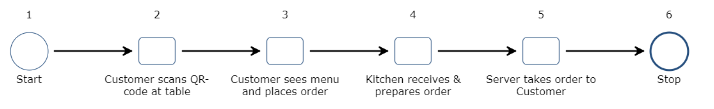 1 2 3 4 5 6
Start
Customer scans QR-
code at table
Customer sees menu
and places order
Kitchen receives &
prepares order
Server takes order to
Customer
Stop